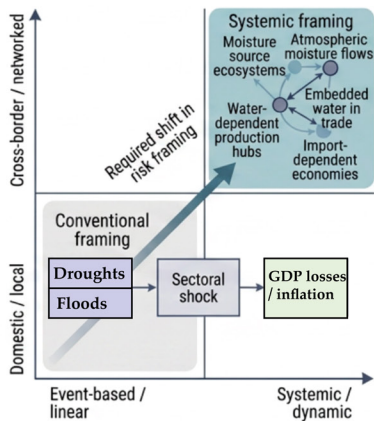 Systemic framing
Moisture
source
ecosystems
Atmospheric
moisture flows
Water-
dependent
production
hubs
Embedded
water in
trade
Import-
dependent
economies
Cross-border / networked
Required shift in
risk framing
Conventional
framing
Droughts
Floods
Sectoral
shock
GDP losses
/ inflation
Domestic / local
Event-based /
linear
Systemic /
dynamic